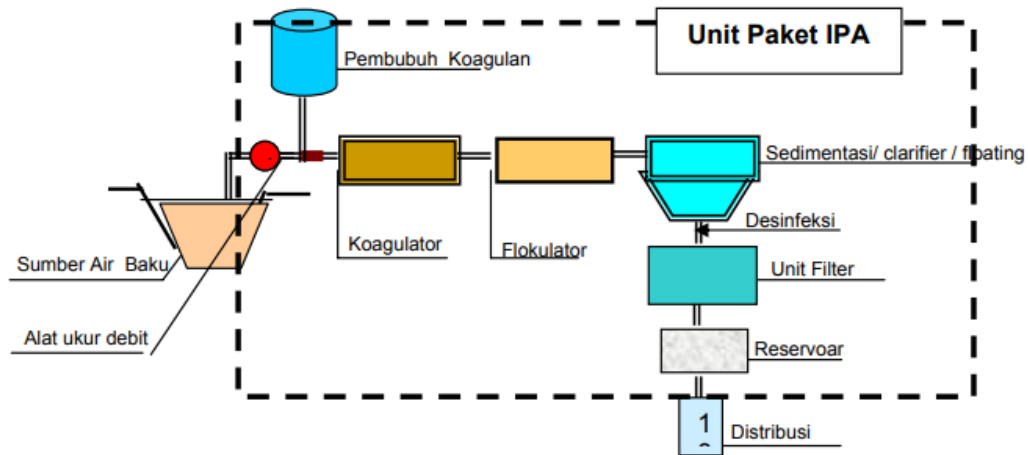 Unit Paket IPA
Pembubuh Koagulan
Sedimentasi/ clarifier / floating
Desinfeksi
Koagulator
Flokulator
Sumber Air Baku
Unit Filter
Alat ukur debit
Reservoar
1
Distribusi